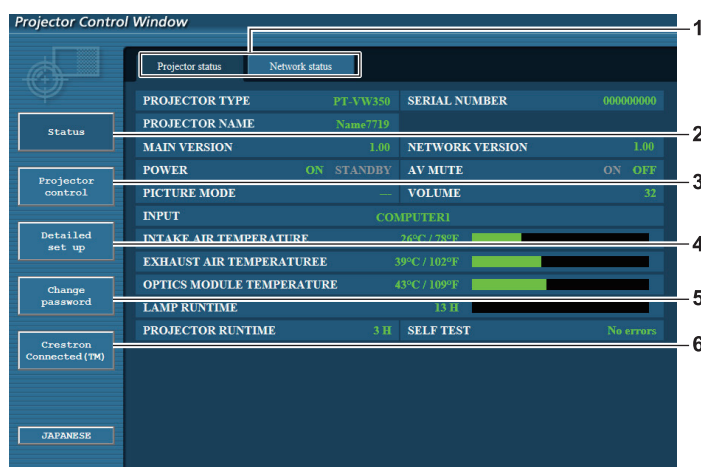 Projector Control Window
1
Projector status Network status
PROJECTOR TYPE PT-VW350 SERIAL NUMBER 000000000
PROJECTOR NAME Name7719
Status
2
MAIN VERSION 1.00 NETWORK VERSION 1.00
POWER ON STANDBY AV MUTE ON OFF
Projector
control
3
PICTURE MODE — VOLUME 32
INPUT COMPUTER1
Detailed
set up
4
INTAKE AIR TEMPERATURE 26°C / 78°F
EXHAUST AIR TEMPERATUREE 39°C / 102°F
OPTICS MODULE TEMPERATURE 43°C / 109°F
Change
password
5
LAMP RUNTIME 13 H
PROJECTOR RUNTIME 3 H SELF TEST No errors
Crestron
Connected(TM)
6
JAPANESE